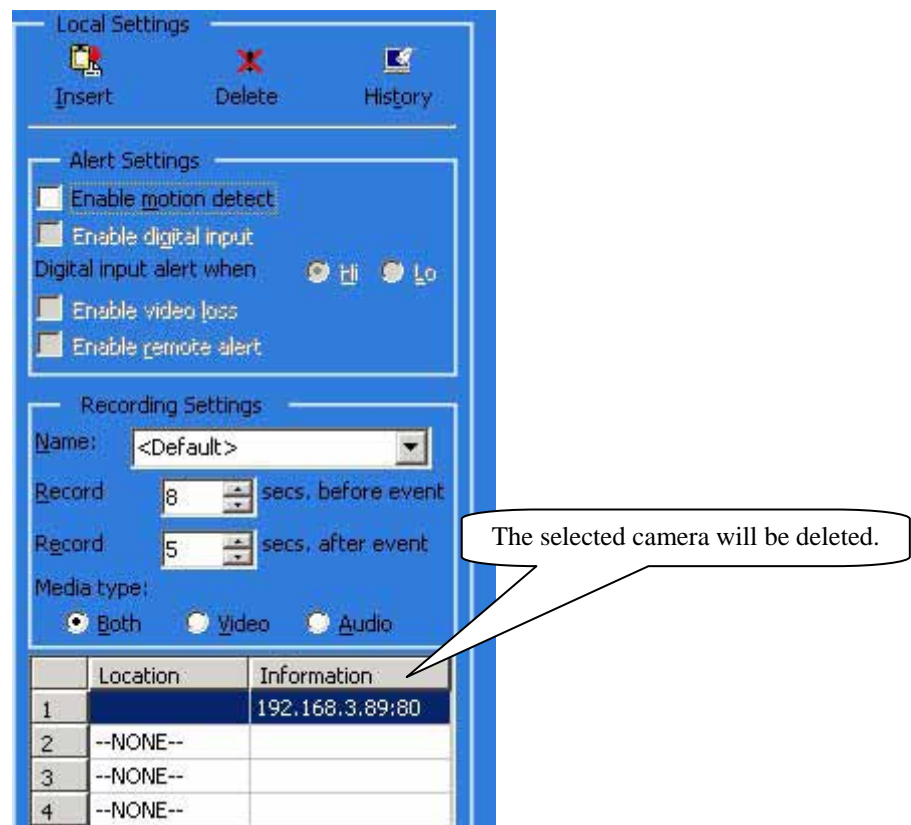 Local Settings
Insert Delete History
Alert Settings
Enable motion detect
Enable digital input
Digital input alert when Hi Lo
Enable video loss
Enable remote alert
Recording Settings
Name: <Default>
Record 8 secs. before event
Record 5 secs. after event
The selected camera will be deleted.
Media type:
Both Video Audio
Location Information
1 192.168.3.89:80
2 --NONE--
3 --NONE--
4 --NONE--